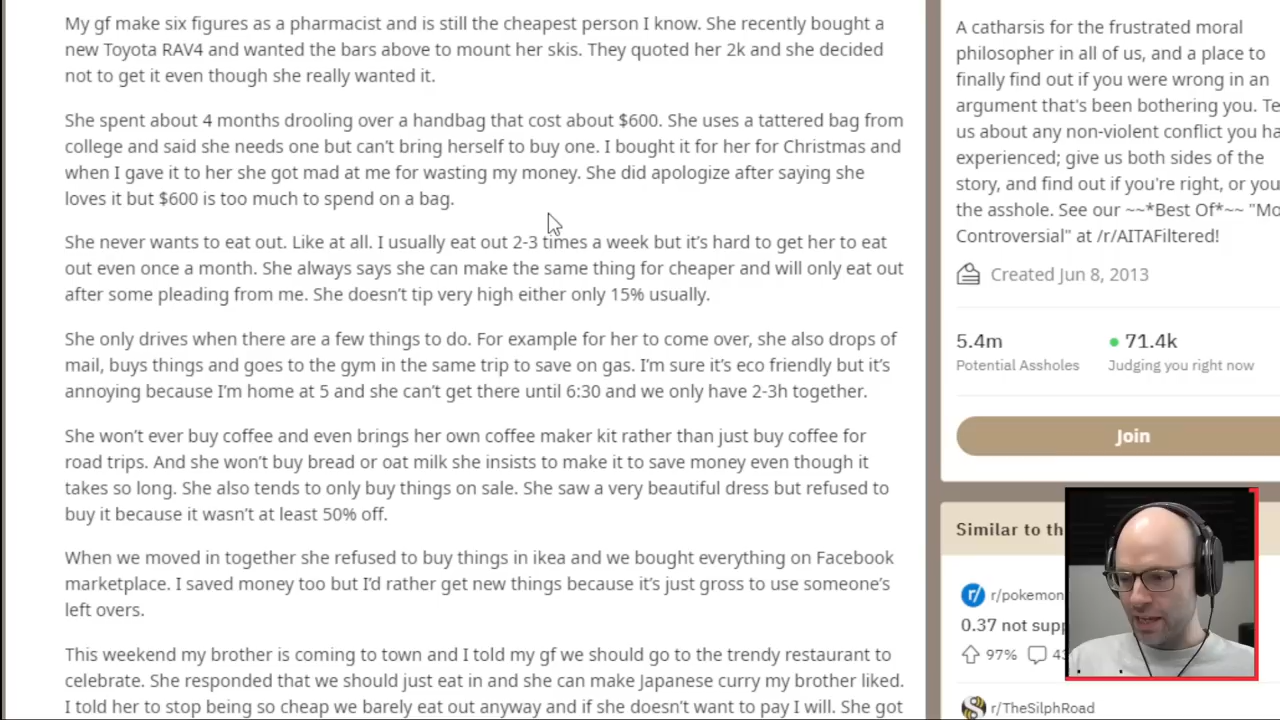 My gf make six figures as a pharmacist and is still the cheapest person I know. She recently bought a
new Toyota RAV4 and wanted the bars above to mount her skis. They quoted her 2k and she decided
not to get it even though she really wanted it.
She spent about 4 months drooling over a handbag that cost about $600. She uses a tattered bag from
college and said she needs one but can't bring herself to buy one. I bought it for her for Christmas and
when I gave it to her she got mad at me for wasting my money. She did apologize after saying she
loves it but $600 is too much to spend on a bag.
She never wants to eat out. Like at all. I usually eat out 2-3 times a week but it's hard to get her to eat
out even once a month. She always says she can make the same thing for cheaper and will only eat out
after some pleading from me. She doesn't tip very high either only 15% usually.
She only drives when there are a few things to do. For example for her to come over, she also drops of
mail, buys things and goes to the gym in the same trip to save on gas. I'm sure it's eco friendly but it's
annoying because I'm home at 5 and she can't get there until 6:30 and we only have 2-3h together.
She won't ever buy coffee and even brings her own coffee maker kit rather than just buy coffee for
road trips. And she won't buy bread or oat milk she insists to make it to save money even though it
takes so long. She also tends to only buy things on sale. She saw a very beautiful dress but refused to
buy it because it wasn't at least 50% off.
When we moved in together she refused to buy things in ikea and we bought everything on Facebook
marketplace. I saved money too but I'd rather get new things because it's just gross to use someone's
left overs.
This weekend my brother is coming to town and I told my gf we should go to the trendy restaurant to
celebrate. She responded that we should just eat in and she can make Japanese curry my brother liked.
I told her to stop being so cheap we barely eat out anyway and if she doesn't want to pay I will. She got
A catharsis for the frustrated moral
philosopher in all of us, and a place to
finally find out if you were wrong in an
argument that's been bothering you. Te
us about any non-violent conflict you ha
experienced; give us both sides of the
story, and find out if you're right, or you
the asshole. See our ~~*Best Of*~~ "Mo
Controversial" at /r/AITAFiltered!
Created Jun 8, 2013
5.4m 71.4k
Potential Assholes Judging you right now
Join
Similar to th
r/pokemon
0.37 not supp
97% 43
r/TheSilphRoad